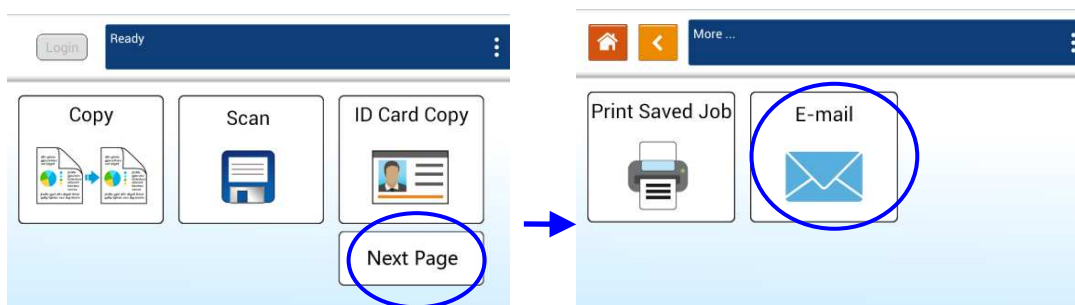 Login
Ready
Copy
Scan
ID Card Copy
Next Page
More ...
Print Saved Job
E-mail